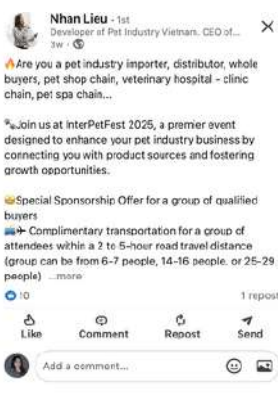 Nhan Lieu · 1st
Developer of Pet Industry Vietnam. CEO of...
3w ·
🔥Are you a pet industry importer, distributor, whole
buyers, pet shop chain, veterinary hospital - clinic
chain, pet spa chain...
🐾Join us at InterPetFest 2025, a premier event
designed to enhance your pet industry business by
connecting you with product sources and fostering
growth opportunities.
Special Sponsorship Offer for a group of qualified
buyers
✈ Complimentary transportation for a group of
attendees within a 2 to 5-hour road travel distance
(group can be from 6-7 people, 14-16 people. or 25-29
people) ...more
10
1 repost
Like
Comment
Repost
Send
Add a comment...